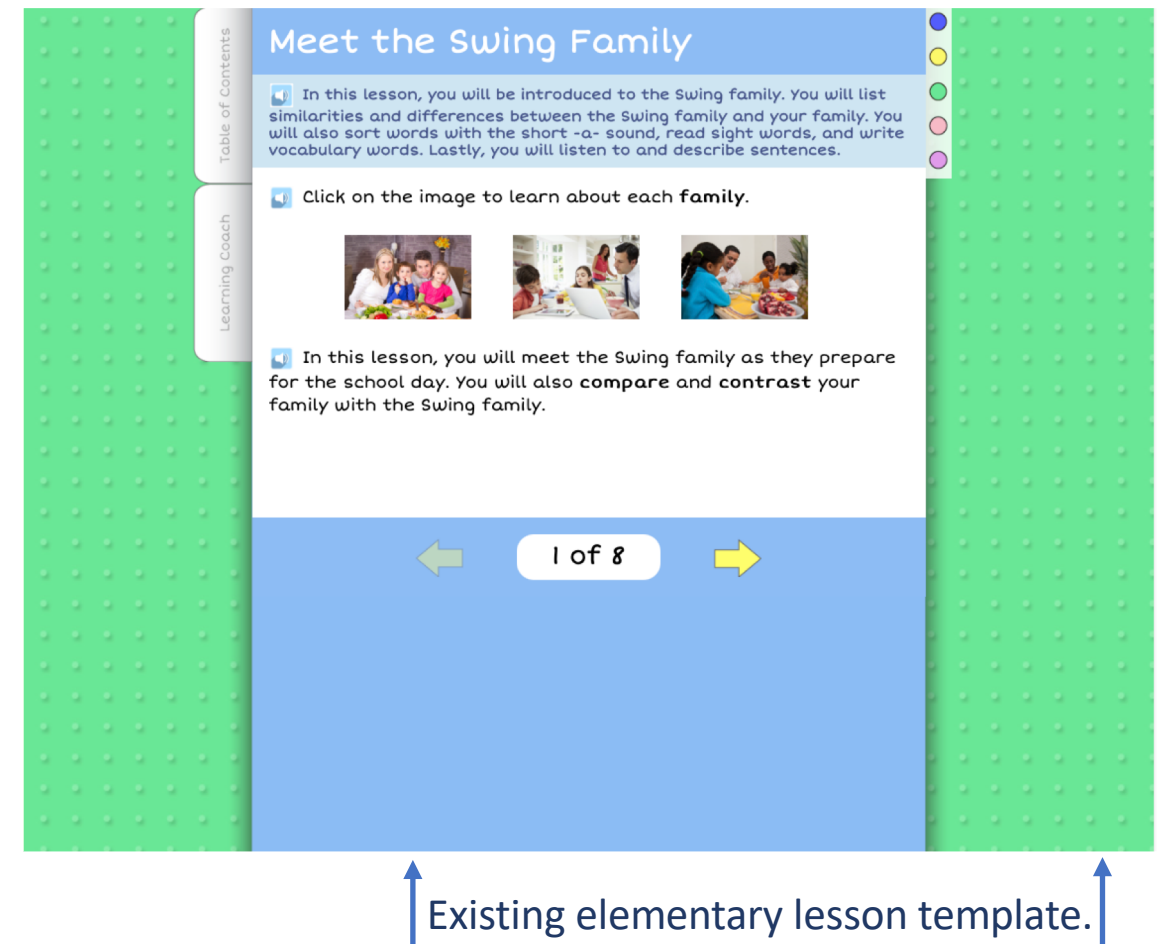 Table of Contents
Learning Coach
Meet the Swing Family
In this lesson, you will be introduced to the Swing family. You will list
similarities and differences between the Swing family and your family. You
will also sort words with the short -a- sound, read sight words, and write
vocabulary words. Lastly, you will listen to and describe sentences.
Click on the image to learn about each family.
In this lesson, you will meet the Swing family as they prepare
for the school day. You will also compare and contrast your
family with the Swing family.
1 of 8
Existing elementary lesson template.